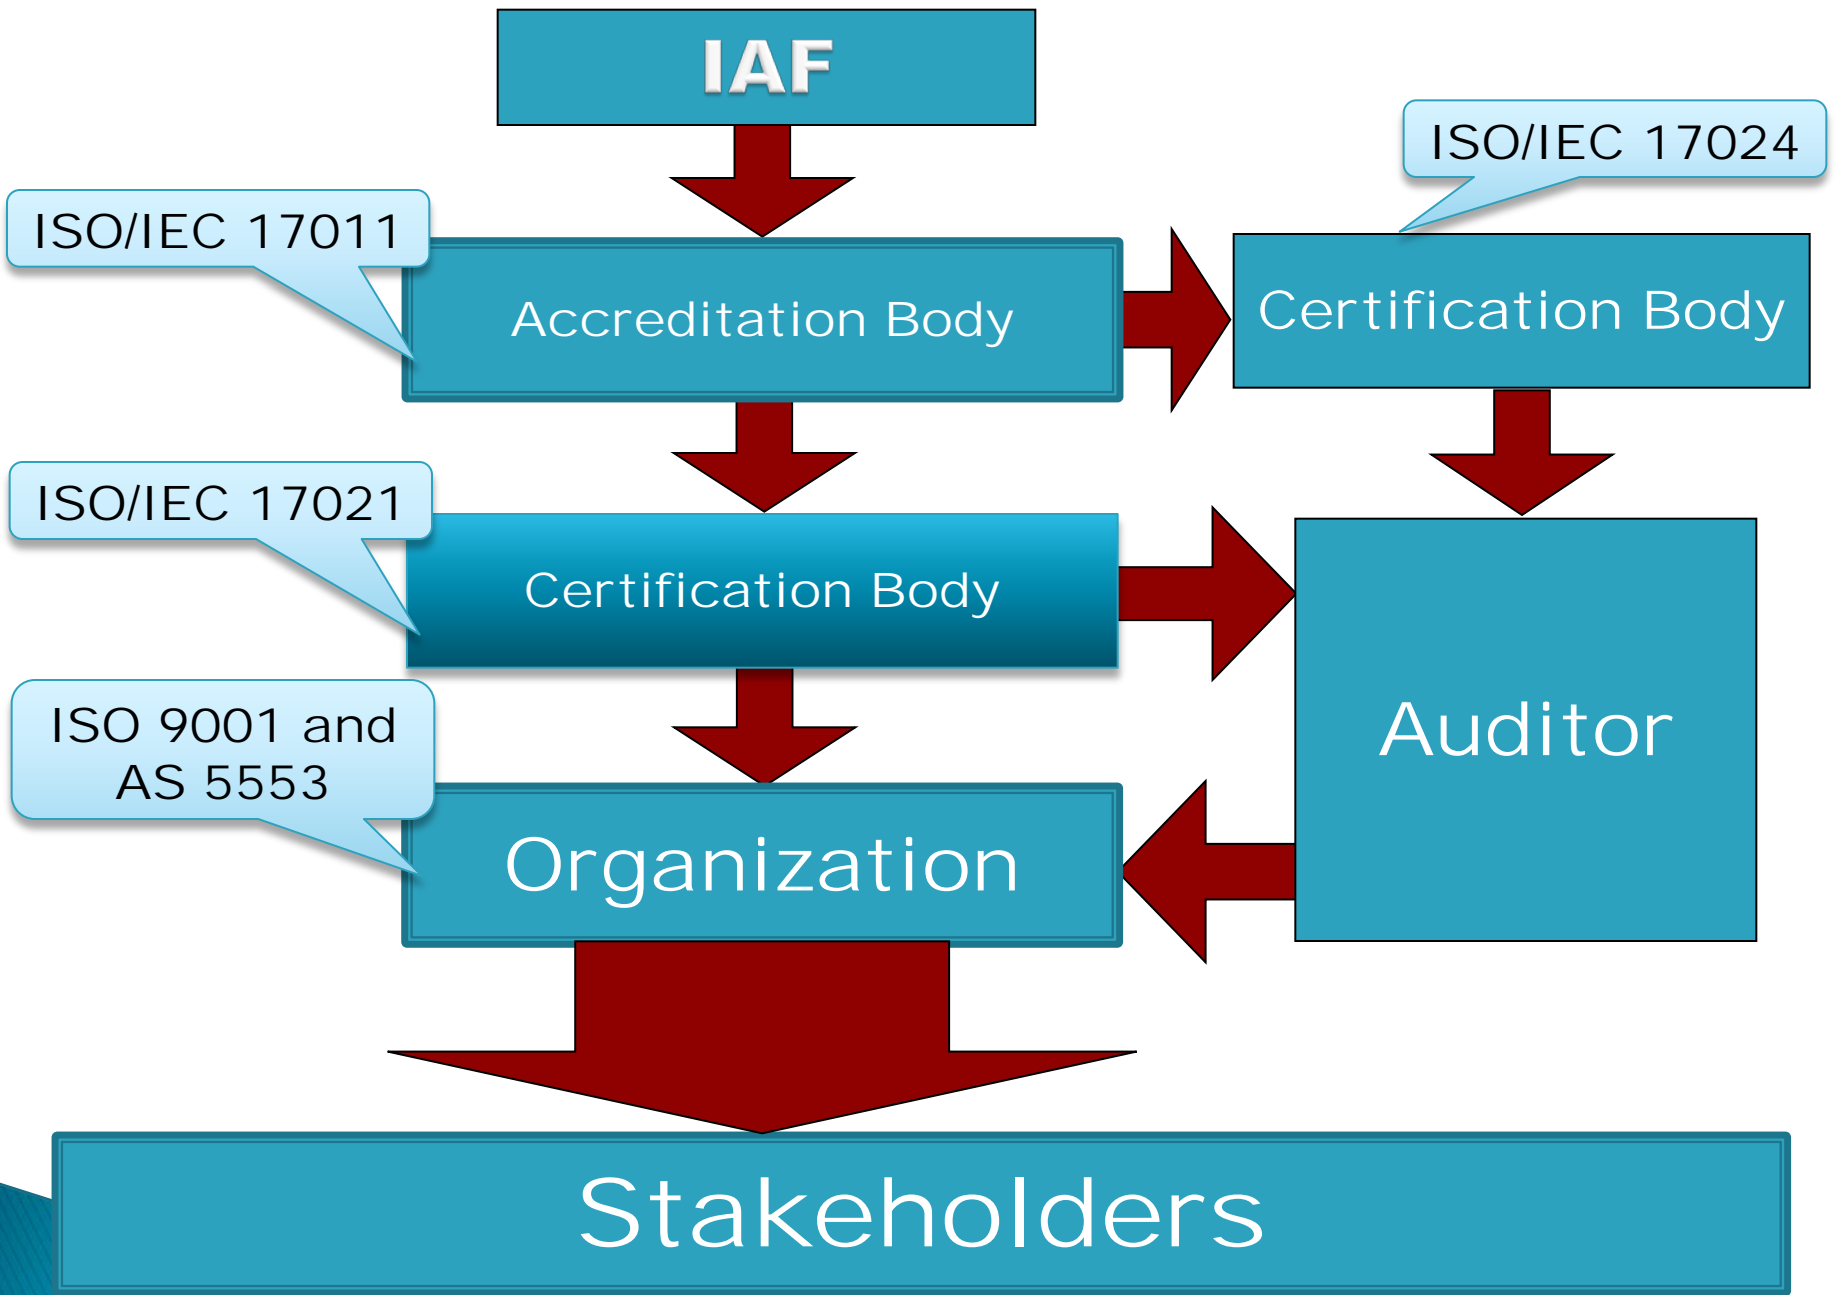 IAF
ISO/IEC 17024
ISO/IEC 17011
Accreditation Body
Certification Body
ISO/IEC 17021
Certification Body
Auditor
ISO 9001 and
AS 5553
Organization
Stakeholders